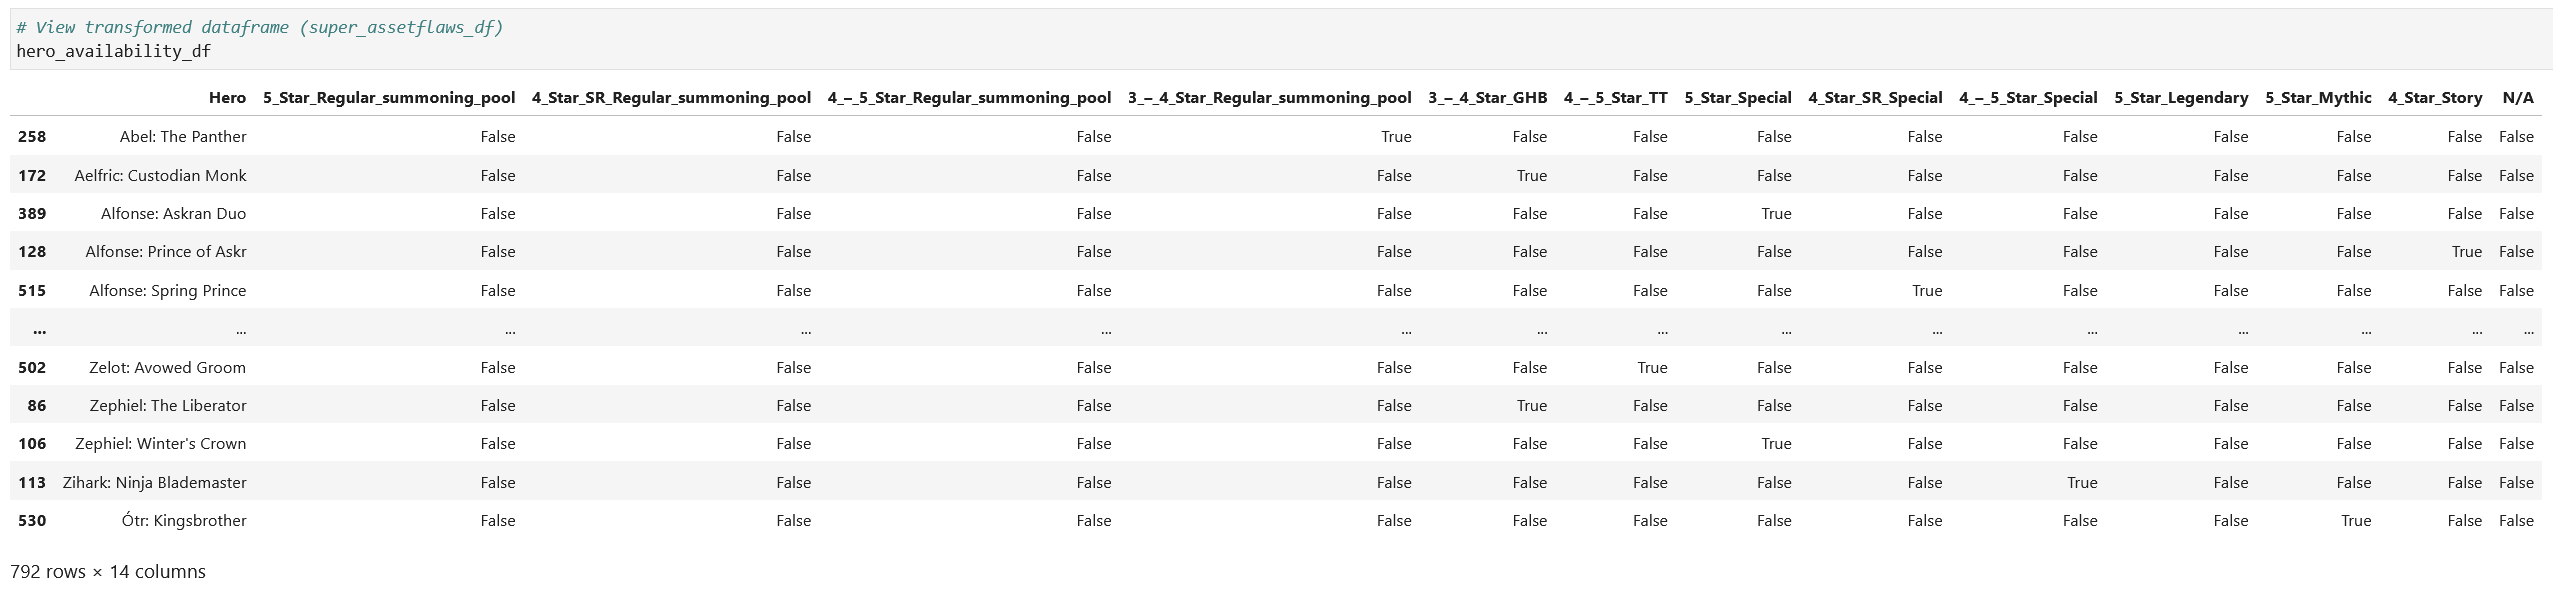 # View transformed dataframe (super_assetflaws_df)
hero_availability_df
Hero 5_Star_Regular_summoning_pool 4_Star_SR_Regular_summoning_pool 4_–_5_Star_Regular_summoning_pool 3_–_4_Star_Regular_summoning_pool 3_–_4_Star_GHB 4_–_5_Star_TT 5_Star_Special 4_Star_SR_Special 4_–_5_Star_Special 5_Star_Legendary 5_Star_Mythic 4_Star_Story N/A
258 Abel: The Panther False False False True False False False False False False False False False
172 Aelfric: Custodian Monk False False False False True False False False False False False False False
389 Alfonse: Askran Duo False False False False False False True False False False False False False
128 Alfonse: Prince of Askr False False False False False False False False False False False True False
515 Alfonse: Spring Prince False False False False False False False True False False False False False
... ... ... ... ... ... ... ... ... ... ... ... ... ... ...
502 Zelot: Avowed Groom False False False False False True False False False False False False False
86 Zephiel: The Liberator False False False False True False False False False False False False False
106 Zephiel: Winter's Crown False False False False False False True False False False False False False
113 Zihark: Ninja Blademaster False False False False False False False False True False False False False
530 Ótr: Kingsbrother False False False False False False False False False False True False False
792 rows × 14 columns